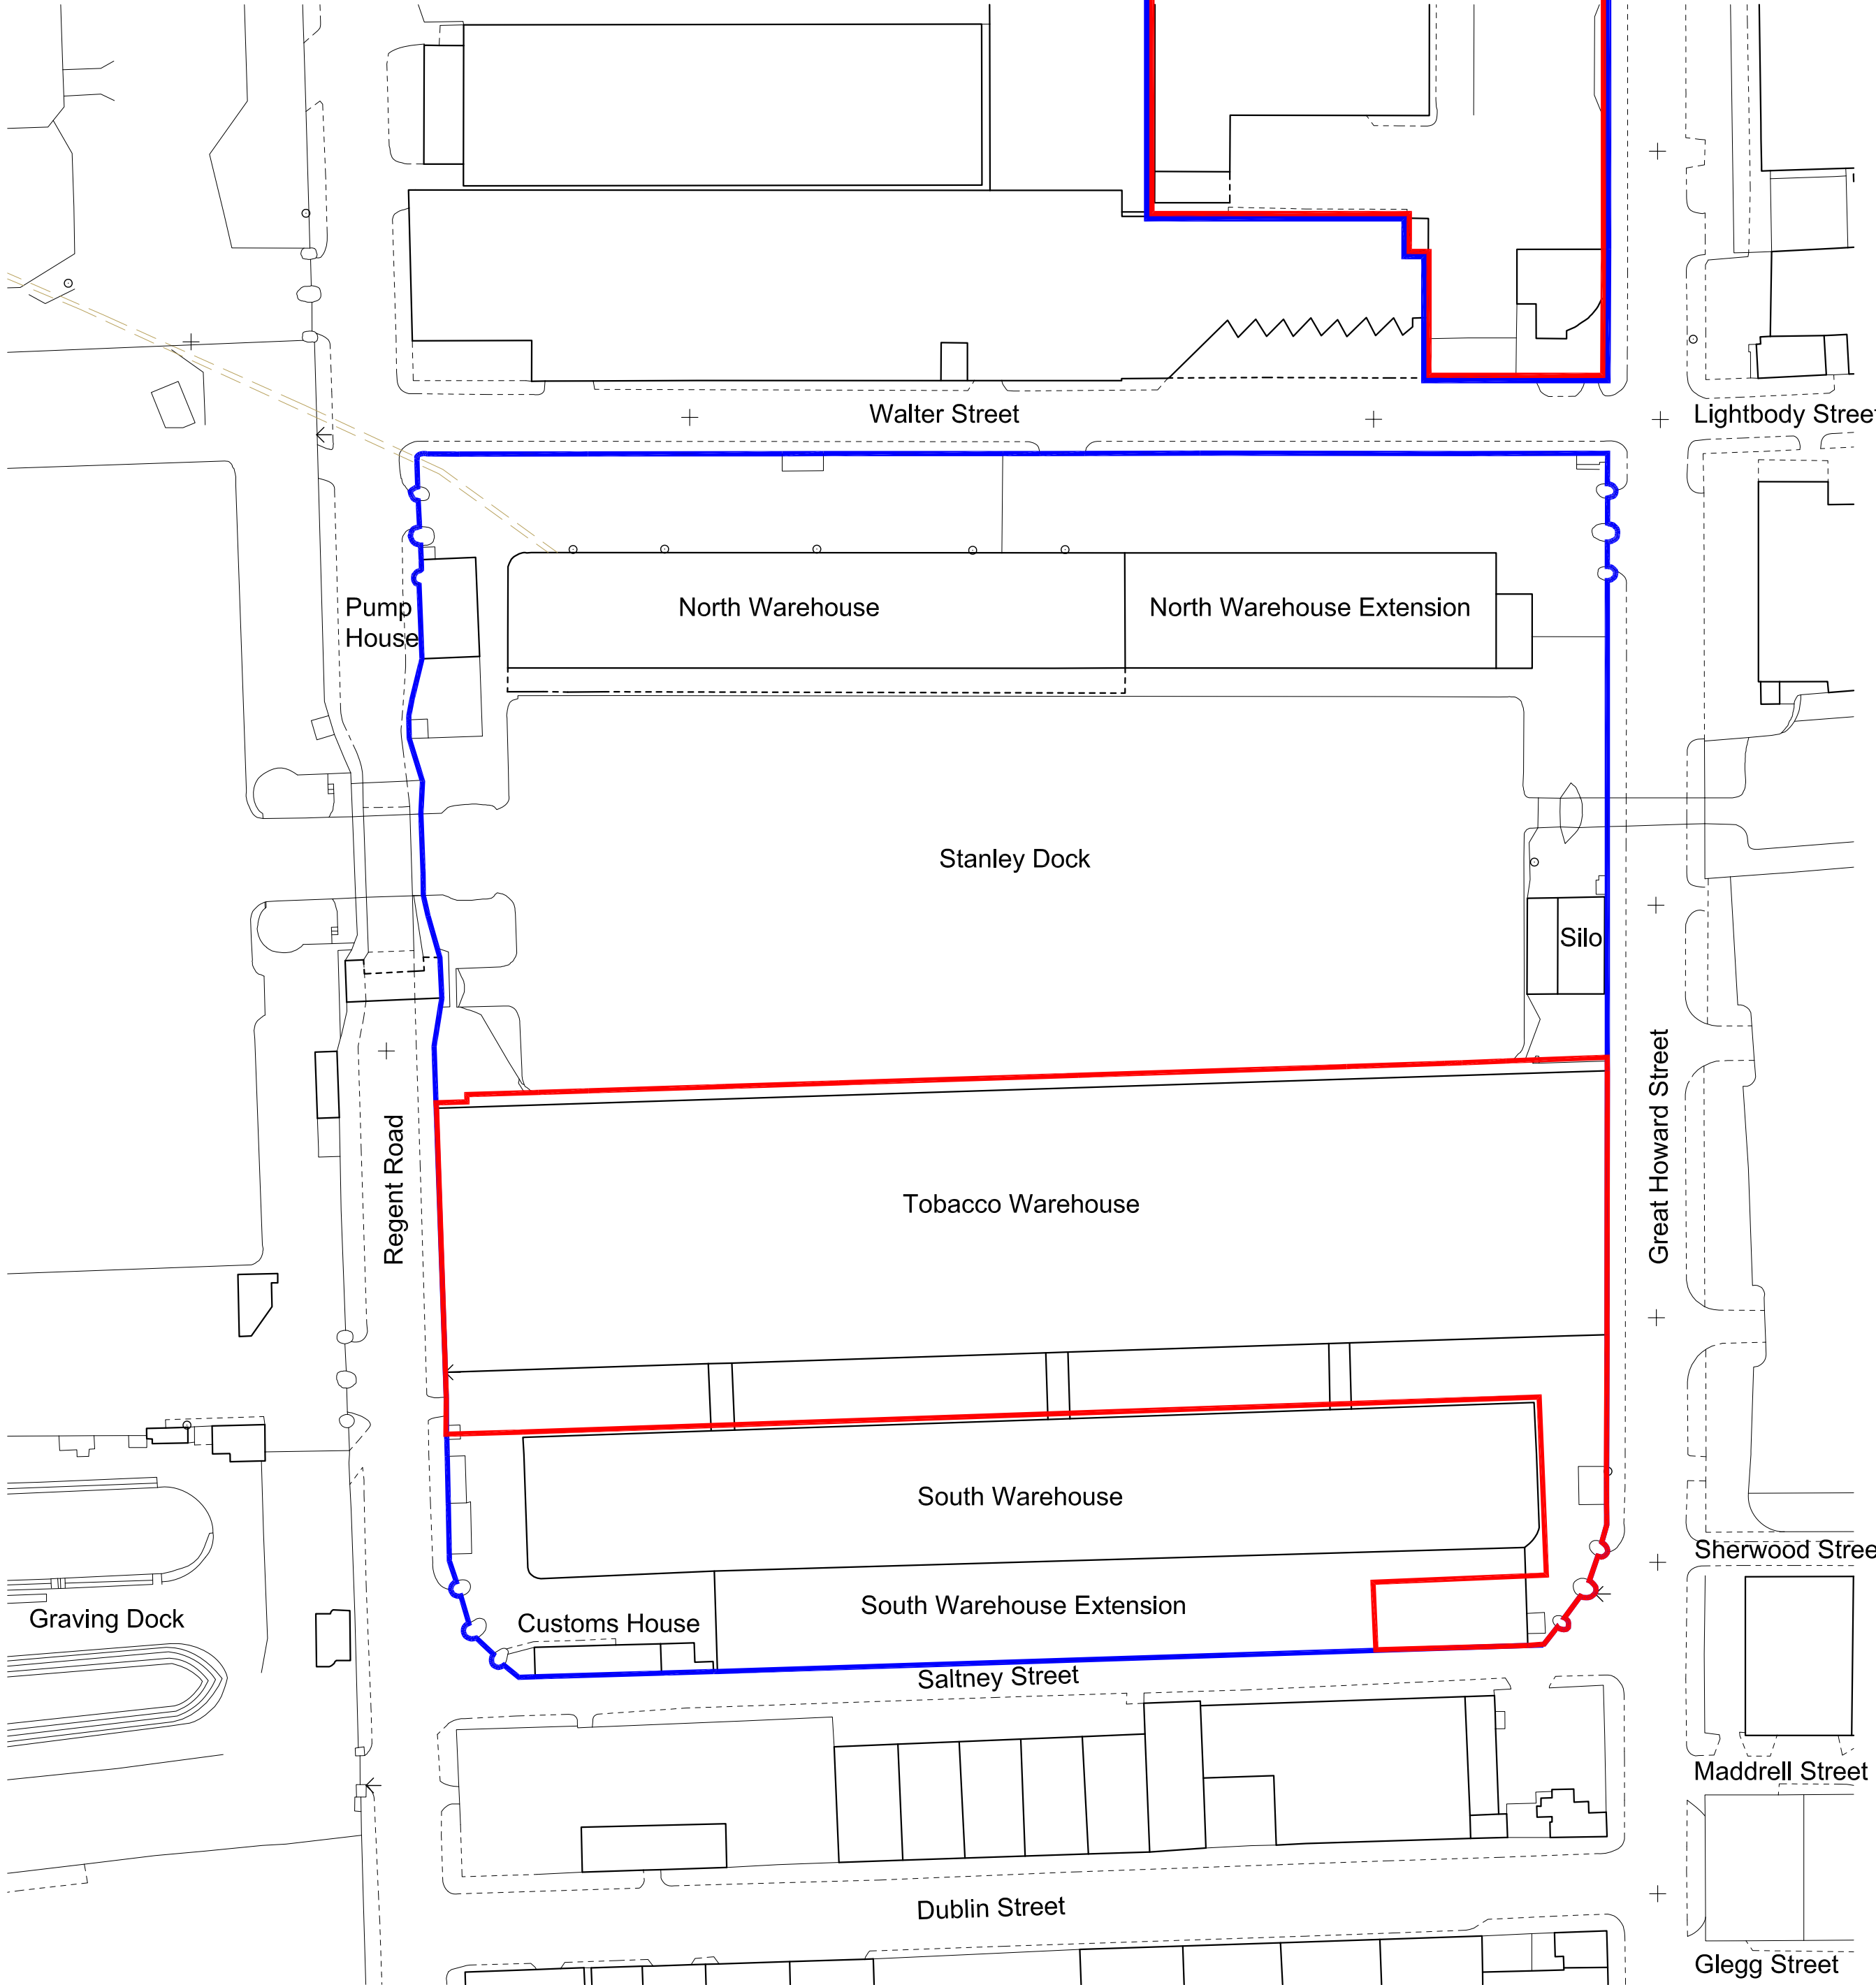 Walter Street
Lightbody Street
Pump
House
North Warehouse
North Warehouse Extension
Stanley Dock
Silo
Great Howard Street
Regent Road
Tobacco Warehouse
South Warehouse
Sherwood Stree
South Warehouse Extension
Graving Dock
Customs House
Saltney Street
Maddrell Street
Dublin Street
Glegg Street